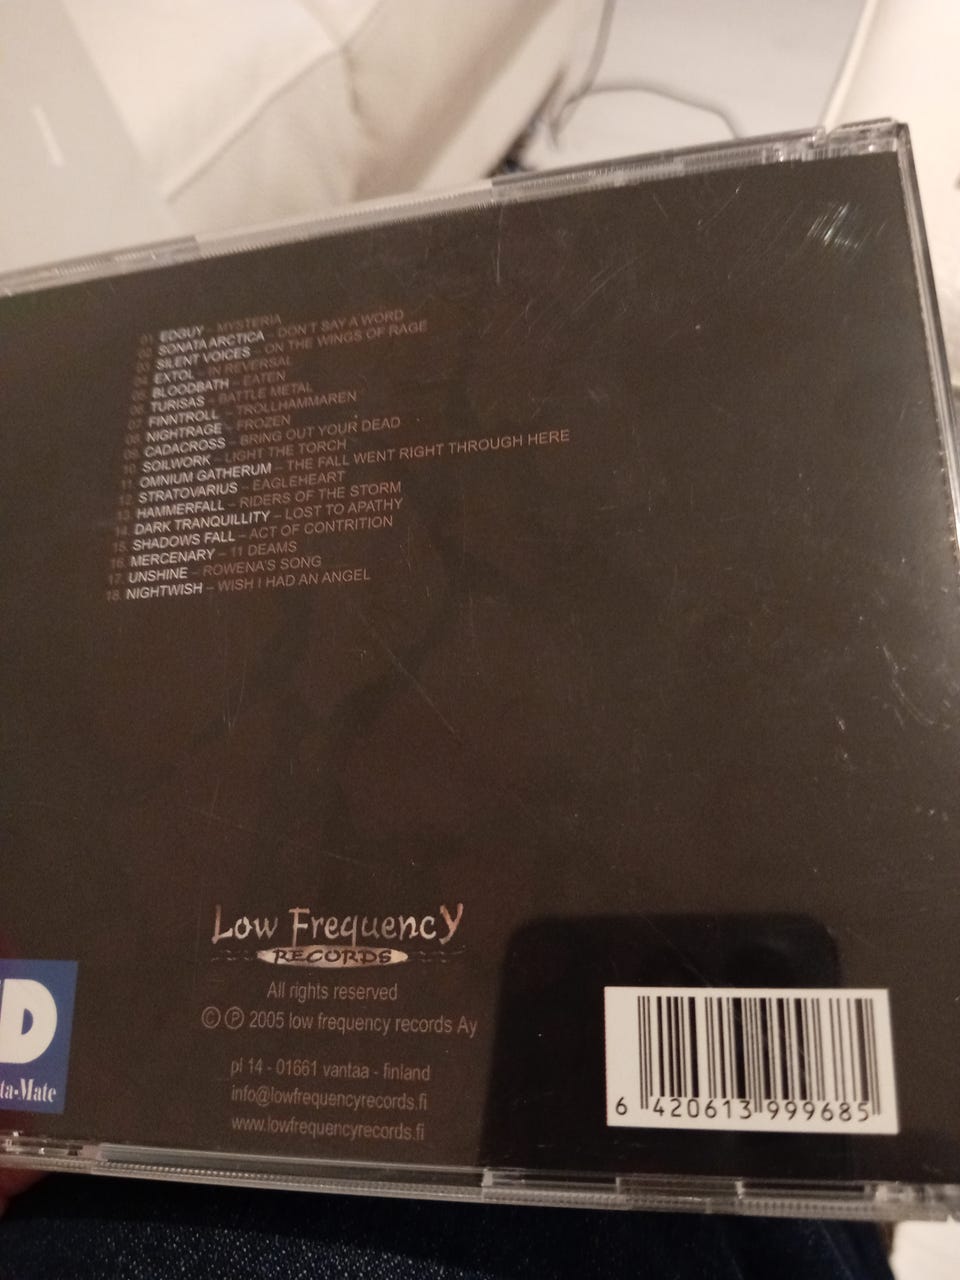 01. EDGUY – MYSTERIA
02. SONATA ARCTICA – DON'T SAY A WORD
03. SILENT VOICES – ON THE WINGS OF RAGE
04. EXTOL – IN REVERSAL
05. BLOODBATH – EATEN
06. TURISAS – BATTLE METAL
07. FINNTROLL – TROLLHAMMAREN
08. NIGHTRAGE – FROZEN
09. CADACROSS – BRING OUT YOUR DEAD
10. SOILWORK – LIGHT THE TORCH
11. OMNIUM GATHERUM – THE FALL WENT RIGHT THROUGH HERE
12. STRATOVARIUS – EAGLEHEART
13. HAMMERFALL – RIDERS OF THE STORM
14. DARK TRANQUILLITY – LOST TO APATHY
15. SHADOWS FALL – ACT OF CONTRITION
16. MERCENARY – 11 DEAMS
17. UNSHINE – ROWENA'S SONG
18. NIGHTWISH – WISH I HAD AN ANGEL
Low Frequency
RECORDS
All rights reserved
© ℗ 2005 low frequency records Ay
pl 14 - 01661 vantaa - finland
info@lowfrequencyrecords.fi
www.lowfrequencyrecords.fi
D
ta-Mate
6 420613 999685